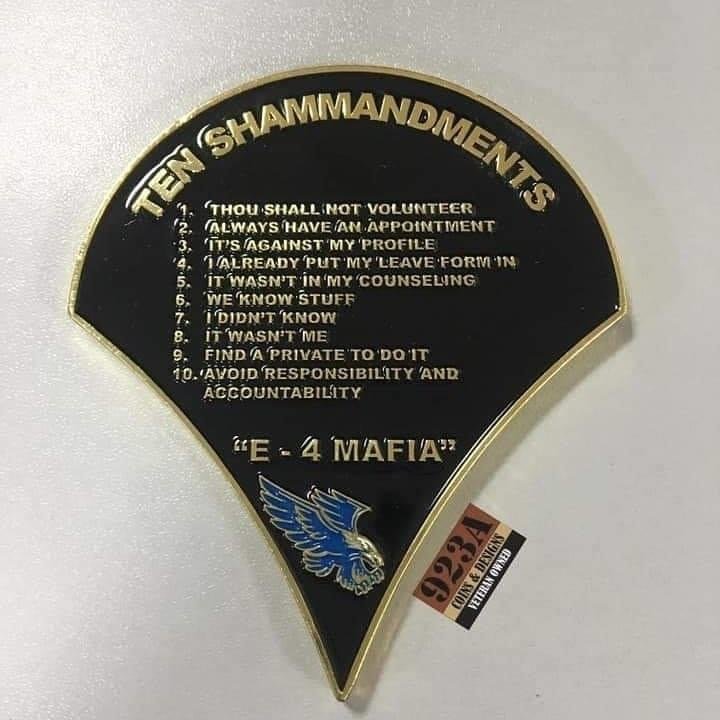 TEN SHAMMANDMENTS
1. THOU SHALL NOT VOLUNTEER
2. ALWAYS HAVE AN APPOINTMENT
3. IT'S AGAINST MY PROFILE
4. I ALREADY PUT MY LEAVE FORM IN
5. IT WASN'T IN MY COUNSELING
6. WE KNOW STUFF
7. I DIDN'T KNOW
8. IT WASN'T ME
9. FIND A PRIVATE TO DO IT
10. AVOID RESPONSIBILITY AND
ACCOUNTABILITY
"E - 4 MAFIA"
923A
COINS & DESIGNS
VETERAN OWNED